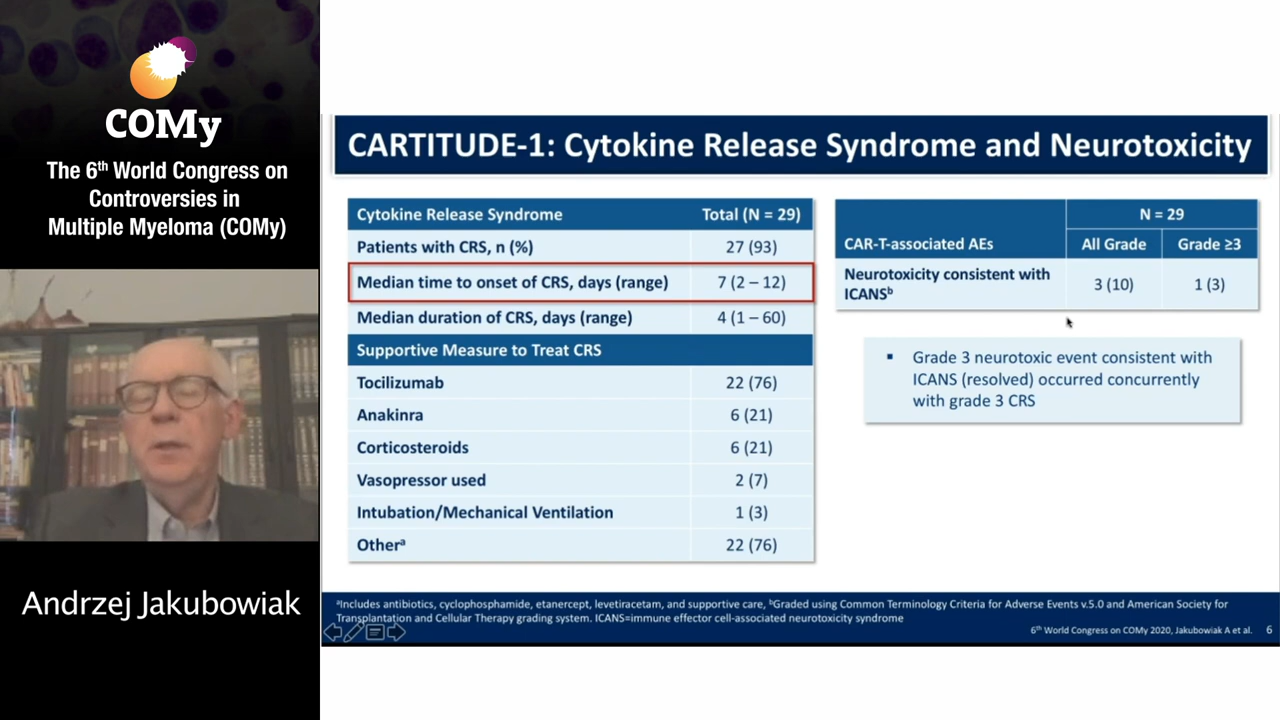 COMy
The 6th World Congress on
Controversies in
Multiple Myeloma (COMy)
Andrzej Jakubowiak
CARTITUDE-1: Cytokine Release Syndrome and Neurotoxicity
Cytokine Release Syndrome Total (N = 29)
Patients with CRS, n (%) 27 (93)
Median time to onset of CRS, days (range) 7 (2 – 12)
Median duration of CRS, days (range) 4 (1 – 60)
Supportive Measure to Treat CRS
Tocilizumab 22 (76)
Anakinra 6 (21)
Corticosteroids 6 (21)
Vasopressor used 2 (7)
Intubation/Mechanical Ventilation 1 (3)
Otherᵃ 22 (76)
N = 29
CAR-T-associated AEs All Grade Grade ≥3
Neurotoxicity consistent with
ICANSᵇ 3 (10) 1 (3)
▪ Grade 3 neurotoxic event consistent with
ICANS (resolved) occurred concurrently
with grade 3 CRS
ᵃIncludes antibiotics, cyclophosphamide, etanercept, levetiracetam, and supportive care, ᵇGraded using Common Terminology Criteria for Adverse Events v.5.0 and American Society for
Transplantation and Cellular Therapy grading system. ICANS=immune effector cell-associated neurotoxicity syndrome
6th World Congress on COMy 2020, Jakubowiak A et al. 6